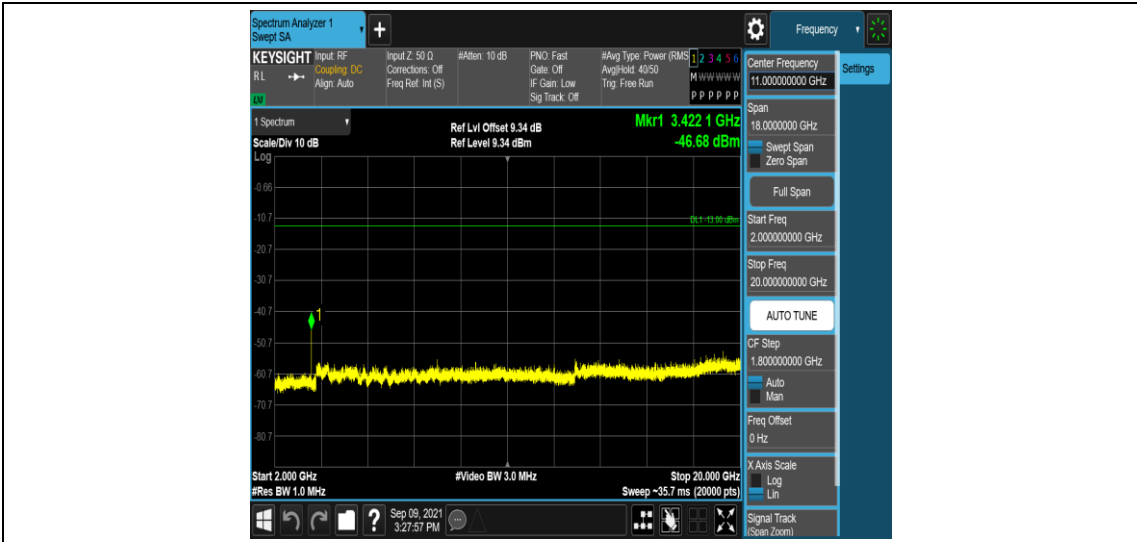 Spectrum Analyzer 1
Swept SA
+
Frequency
KEYSIGHT
RL
LXI
Input: RF
Coupling: DC
Align: Auto
Input Z: 50 Ω
Corrections: Off
Freq Ref: Int (S)
#Atten: 10 dB
PNO: Fast
Gate: Off
IF Gain: Low
Sig Track: Off
#Avg Type: Power (RMS
Avg|Hold: 40/50
Trig: Free Run
1 2 3 4 5 6
M W W W W W
P P P P P P
Center Frequency
11.000000000 GHz
Settings
1 Spectrum
Scale/Div 10 dB
Ref Lvl Offset 9.34 dB
Ref Level 9.34 dBm
Mkr1 3.422 1 GHz
-46.68 dBm
Log
-0.66
-10.7
-20.7
-30.7
-40.7
-50.7
-60.7
-70.7
-80.7
DL1 -13.00 dBm
1
Start 2.000 GHz
#Res BW 1.0 MHz
#Video BW 3.0 MHz
Stop 20.000 GHz
Sweep ~35.7 ms (20000 pts)
Span
18.0000000 GHz
Swept Span
Zero Span
Full Span
Start Freq
2.000000000 GHz
Stop Freq
20.000000000 GHz
AUTO TUNE
CF Step
1.800000000 GHz
Auto
Man
Freq Offset
0 Hz
X Axis Scale
Log
Lin
Signal Track
(Span Zoom)
?
Sep 09, 2021
3:27:57 PM